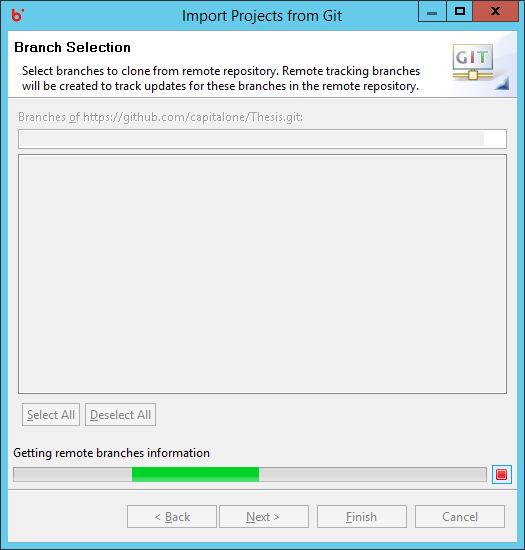 Import Projects from Git
Branch Selection
GIT
Select branches to clone from remote repository. Remote tracking branches
will be created to track updates for these branches in the remote repository.
Branches of https://github.com/capitalone/Thesis.git:
Select All
Deselect All
Getting remote branches information
< Back
Next >
Finish
Cancel